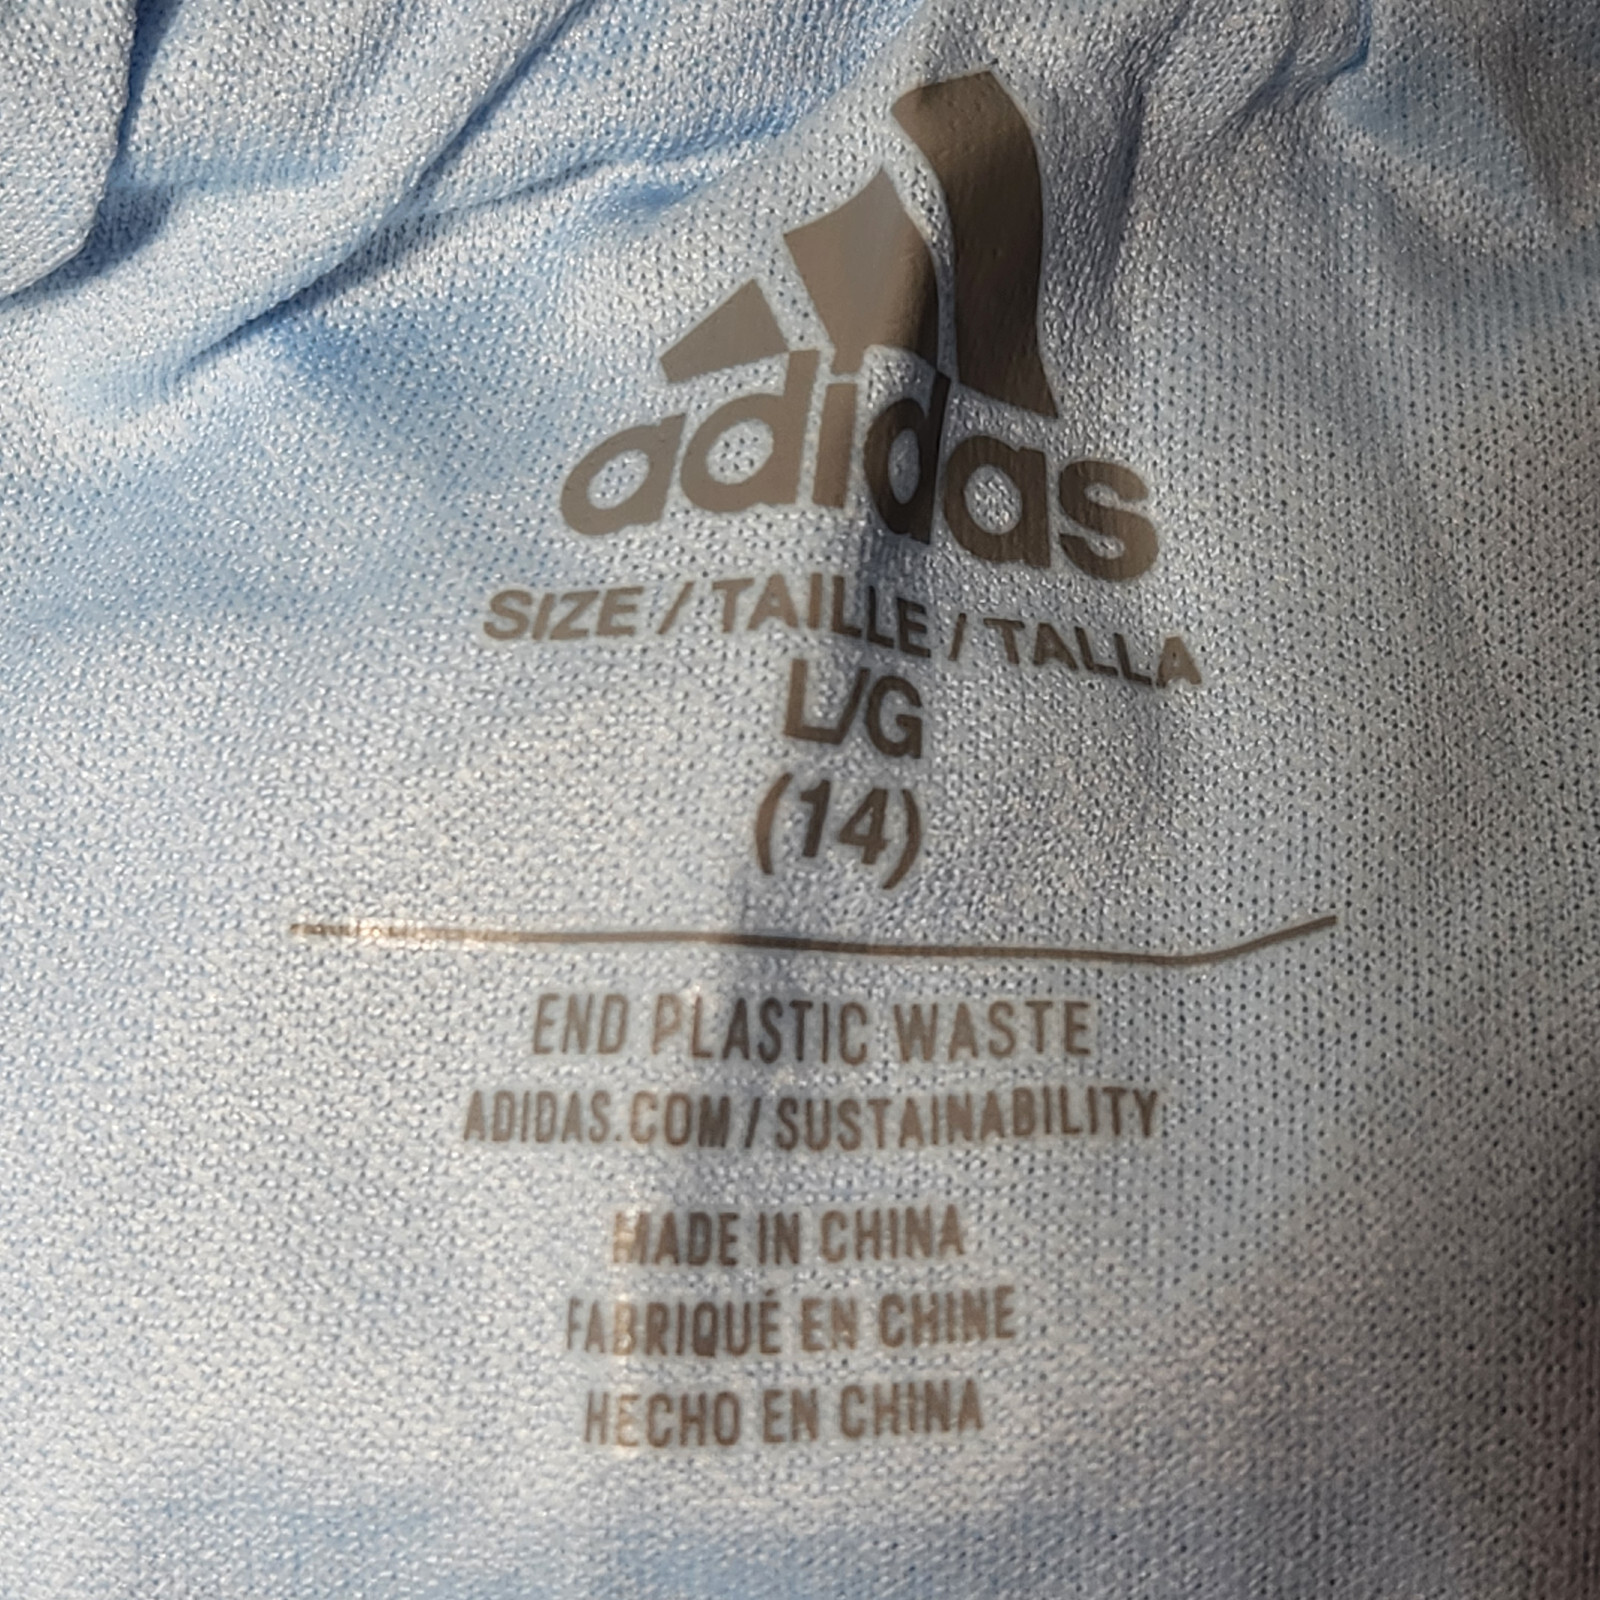 adidas
SIZE / TAILLE / TALLA
L/G
(14)
END PLASTIC WASTE
ADIDAS.COM / SUSTAINABILITY
MADE IN CHINA
FABRIQUÉ EN CHINE
HECHO EN CHINA